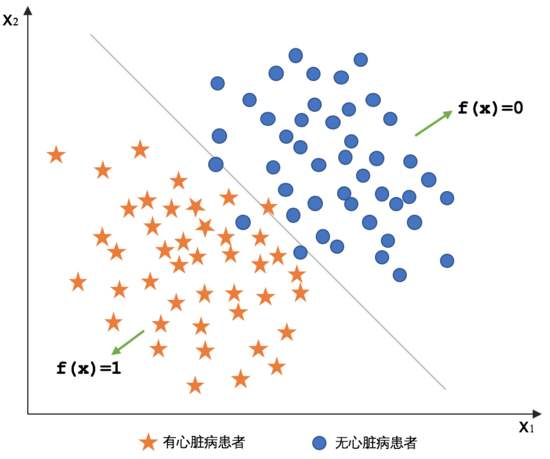 X2
f(x)=0
f(x)=1
X1
有心脏病患者
无心脏病患者